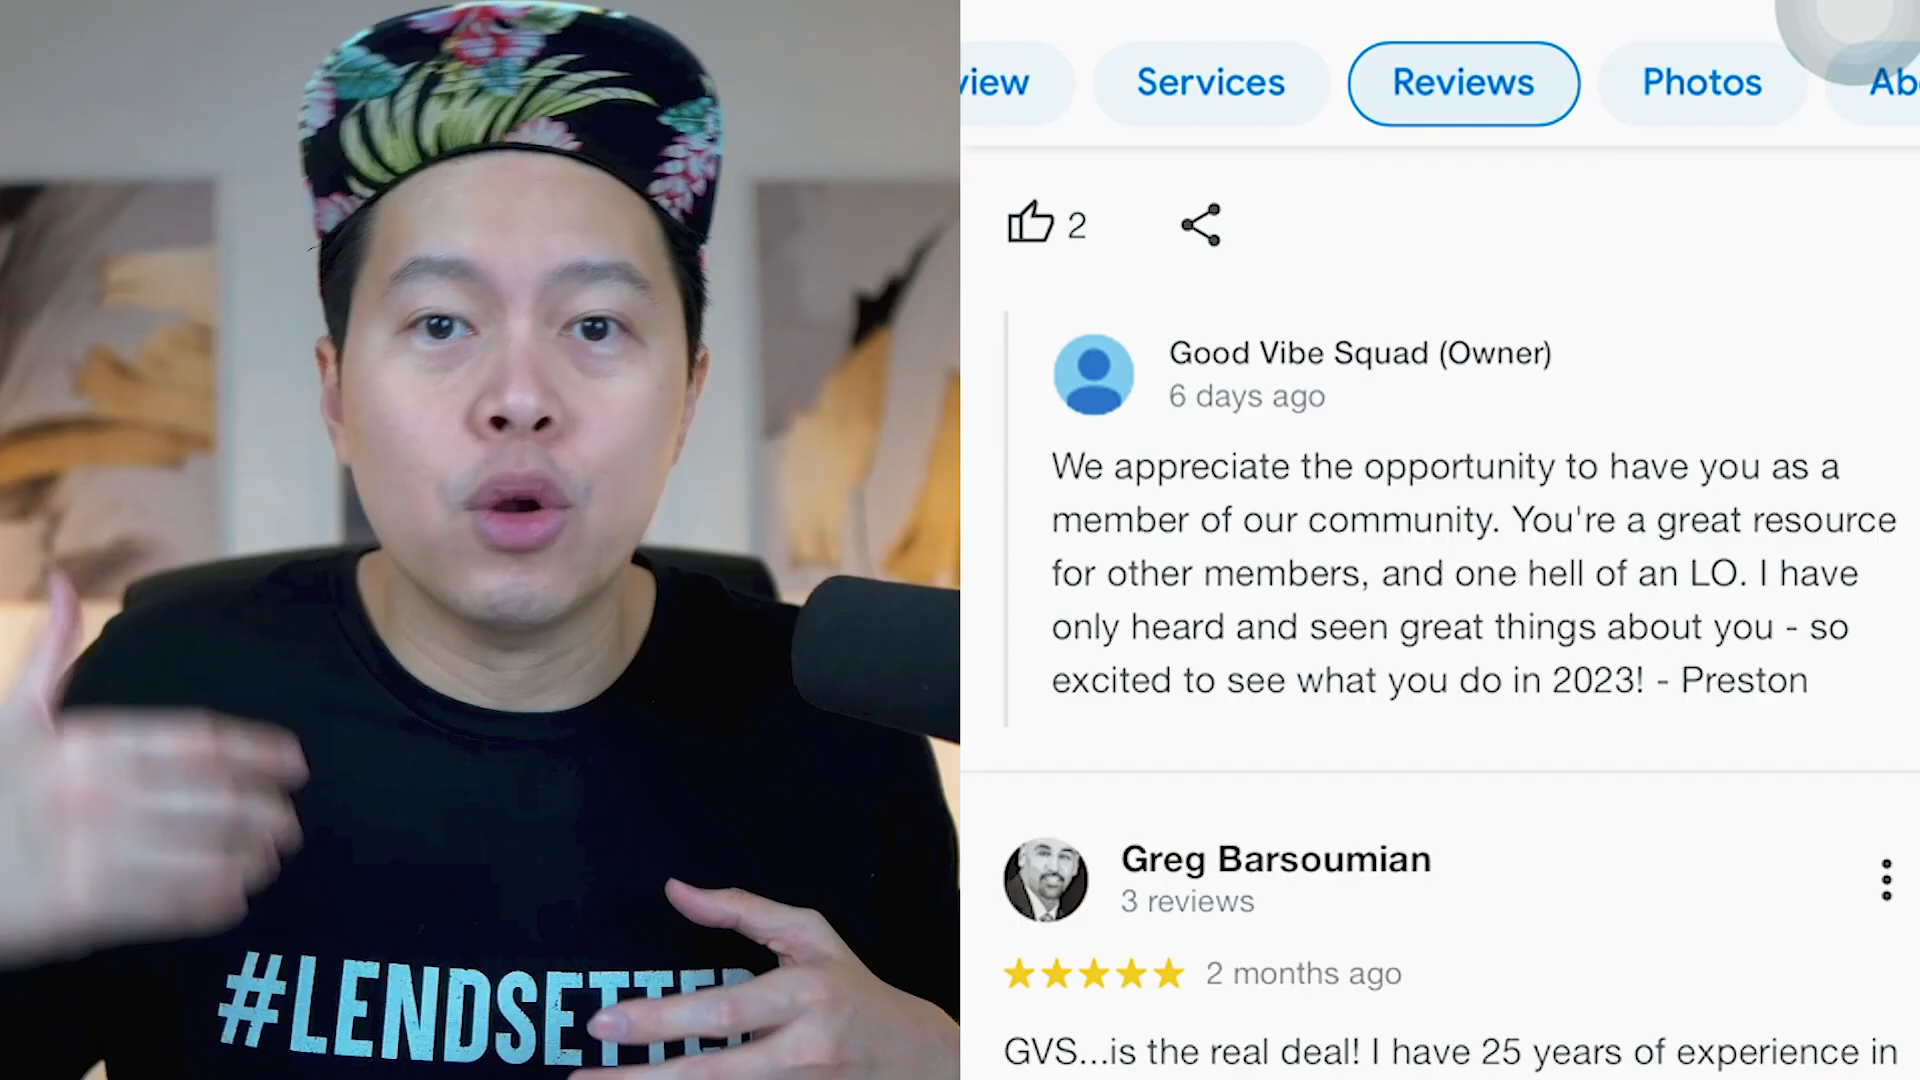 view Services Reviews Photos
2
Good Vibe Squad (Owner)
6 days ago
We appreciate the opportunity to have you as a
member of our community. You're a great resource
for other members, and one hell of an LO. I have
only heard and seen great things about you - so
excited to see what you do in 2023! - Preston
Greg Barsoumian
3 reviews
2 months ago
GVS...is the real deal! I have 25 years of experience in
#LENDSETTER